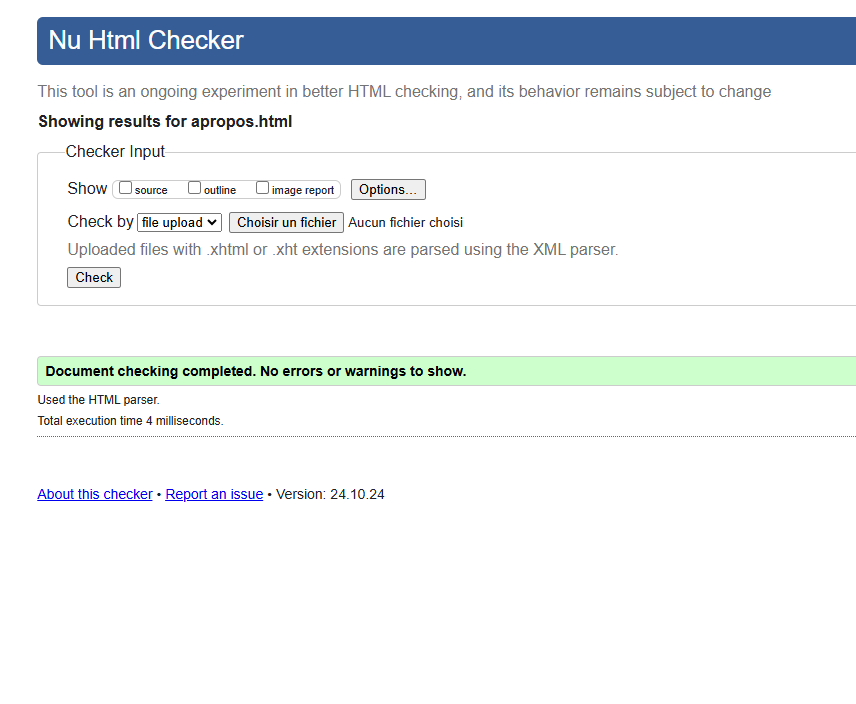 Nu Html Checker
This tool is an ongoing experiment in better HTML checking, and its behavior remains subject to change
Showing results for apropos.html
Checker Input
Show source outline image report Options...
Check by file upload Choisir un fichier Aucun fichier choisi
Uploaded files with .xhtml or .xht extensions are parsed using the XML parser.
Check
Document checking completed. No errors or warnings to show.
Used the HTML parser.
Total execution time 4 milliseconds.
About this checker • Report an issue • Version: 24.10.24